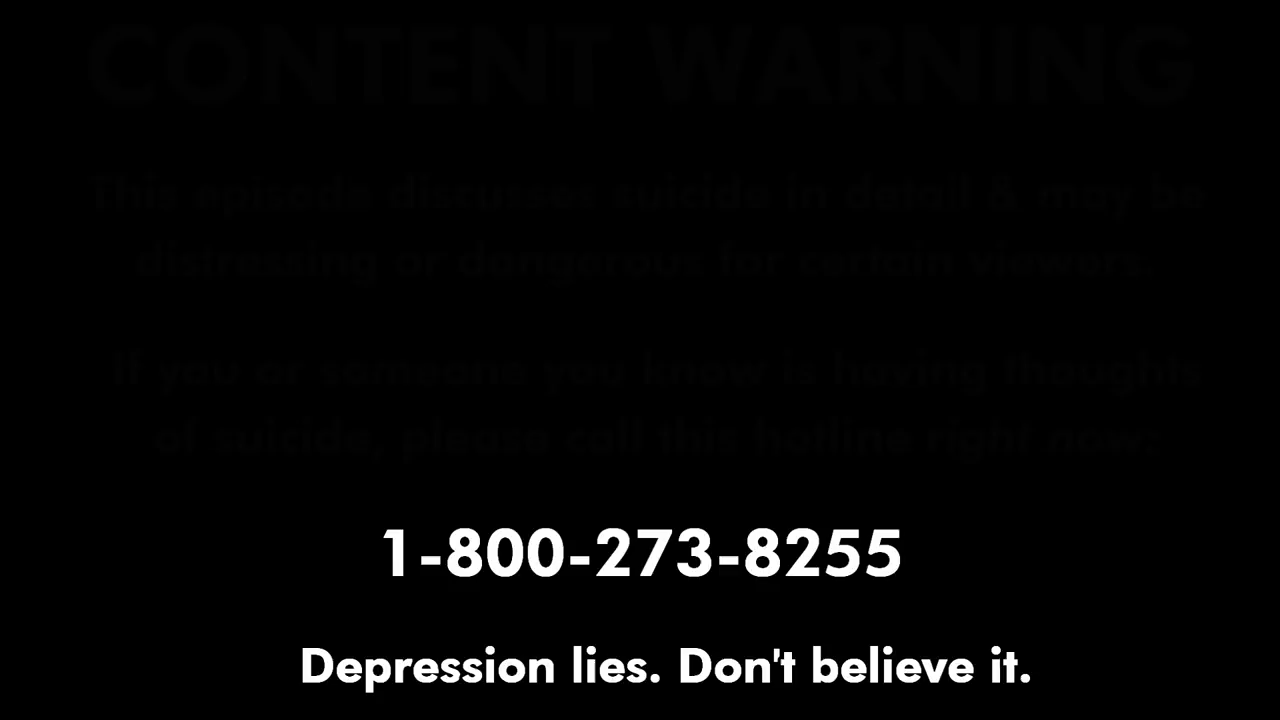 CONTENT WARNING
This episode discusses suicide in detail & may be
distressing or dangerous for certain viewers.
If you or someone you know is having thoughts
of suicide, please call this hotline right now:
1-800-273-8255
Depression lies. Don't believe it.